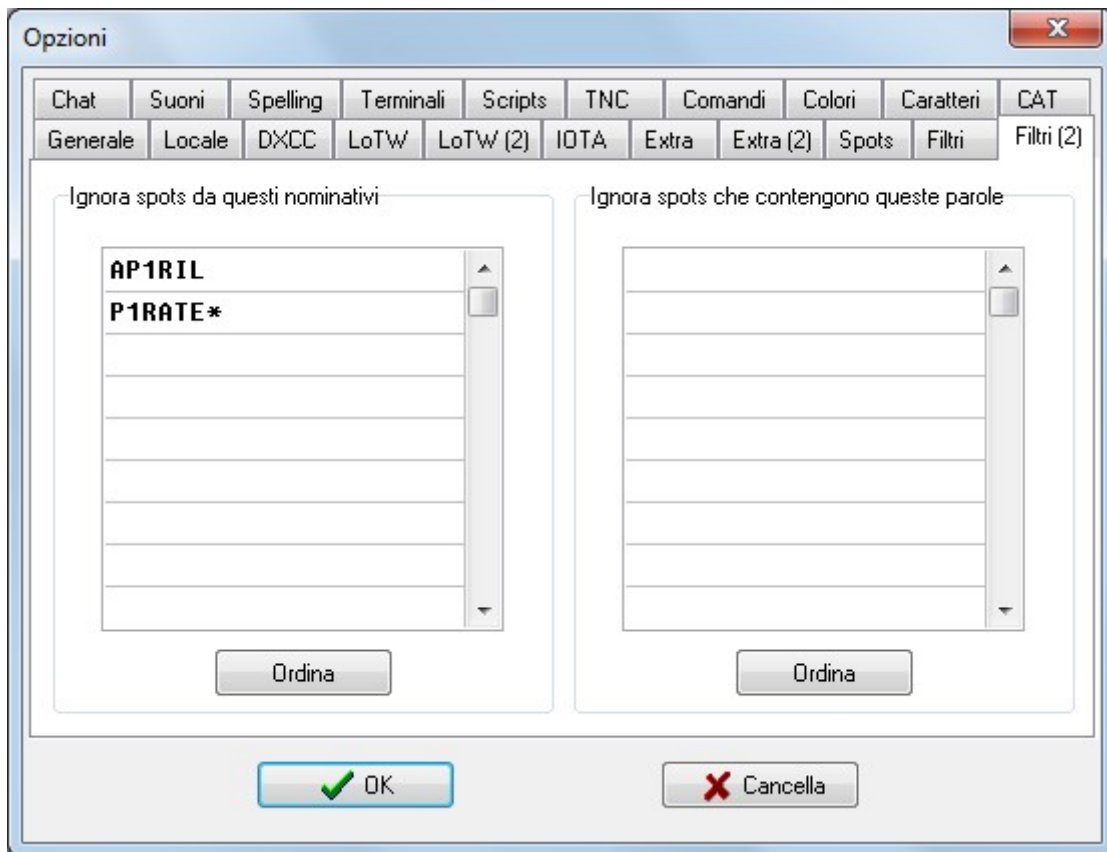 Opzioni
Chat Suoni Spelling Terminali Scripts TNC Comandi Colori Caratteri CAT
Generale Locale DXCC LoTW LoTW (2) IOTA Extra Extra (2) Spots Filtri Filtri (2)
Ignora spots da questi nominativi
AP1RIL
P1RATE*
Ordina
Ignora spots che contengono queste parole
Ordina
OK Cancella